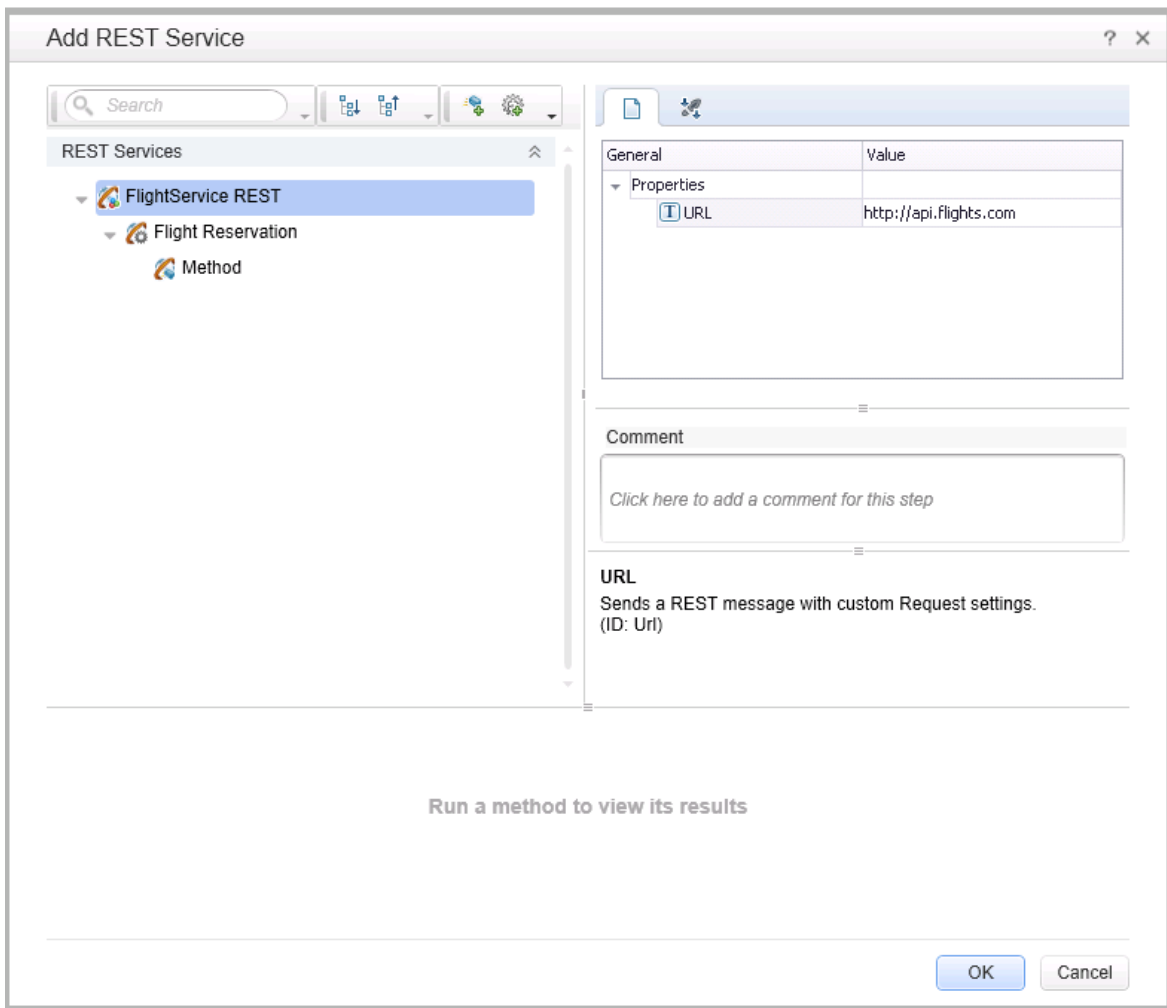 Add REST Service
? ×
Search
REST Services
FlightService REST
Flight Reservation
Method
General Value
Properties
T URL http://api.flights.com
Comment
Click here to add a comment for this step
URL
Sends a REST message with custom Request settings.
(ID: Url)
Run a method to view its results
OK Cancel